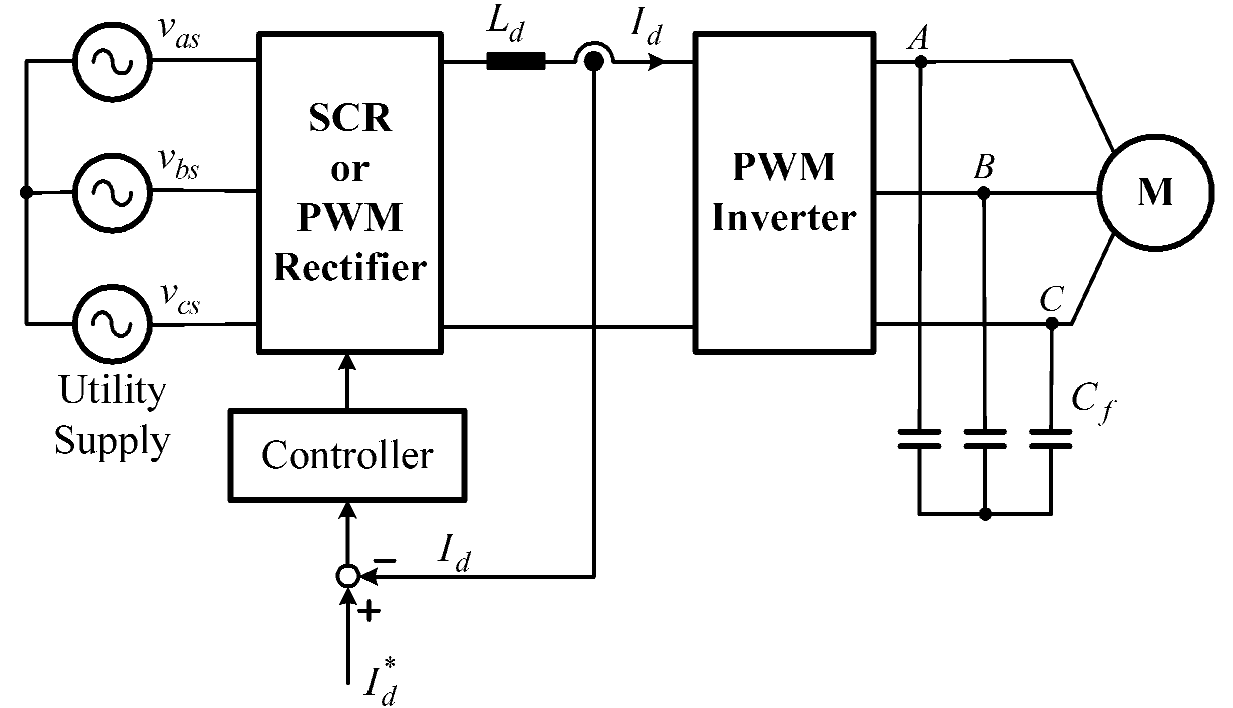 v_as
L_d
I_d
A
SCR
or
PWM
Rectifier
PWM
Inverter
v_bs
B
M
v_cs
C
Utility
Supply
C_f
Controller
I_d
−
+
I_d^*